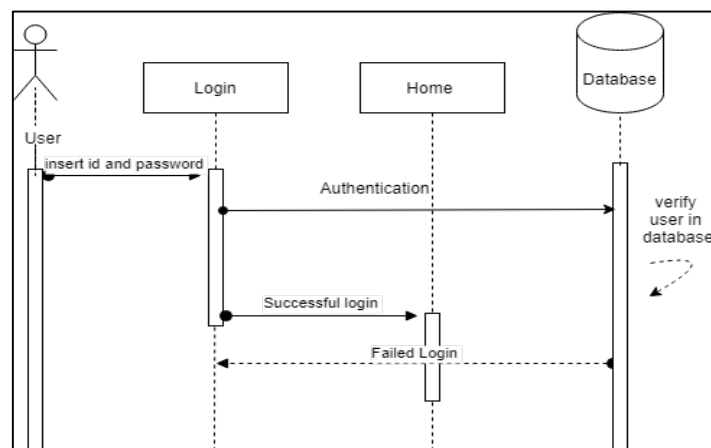 Login
Home
Database
User
insert id and password
Authentication
verify
user in
database
Successful login
Failed Login